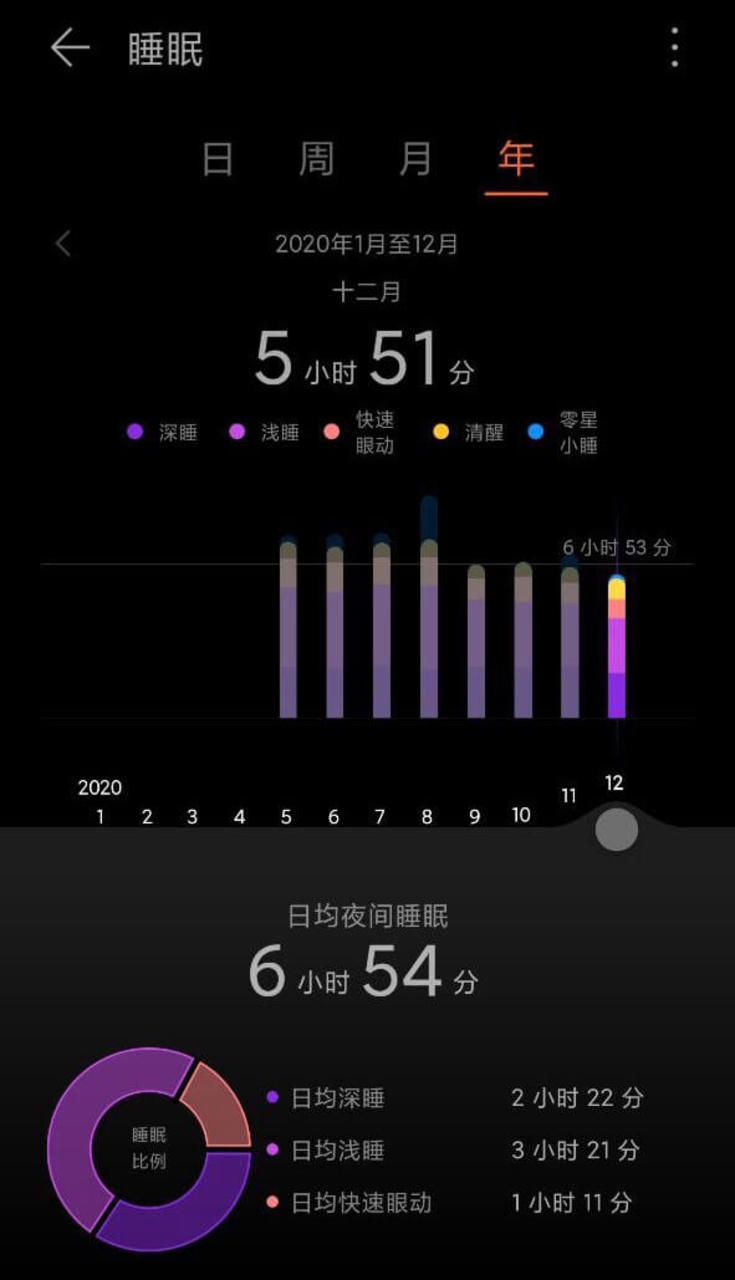 睡眠
日 周 月 年
2020年1月至12月
十二月
5 小时 51 分
深睡 浅睡 快速眼动 清醒 零星小睡
6 小时 53 分
2020
1 2 3 4 5 6 7 8 9 10 11 12
日均夜间睡眠
6 小时 54 分
睡眠
比例
日均深睡 2 小时 22 分
日均浅睡 3 小时 21 分
日均快速眼动 1 小时 11 分